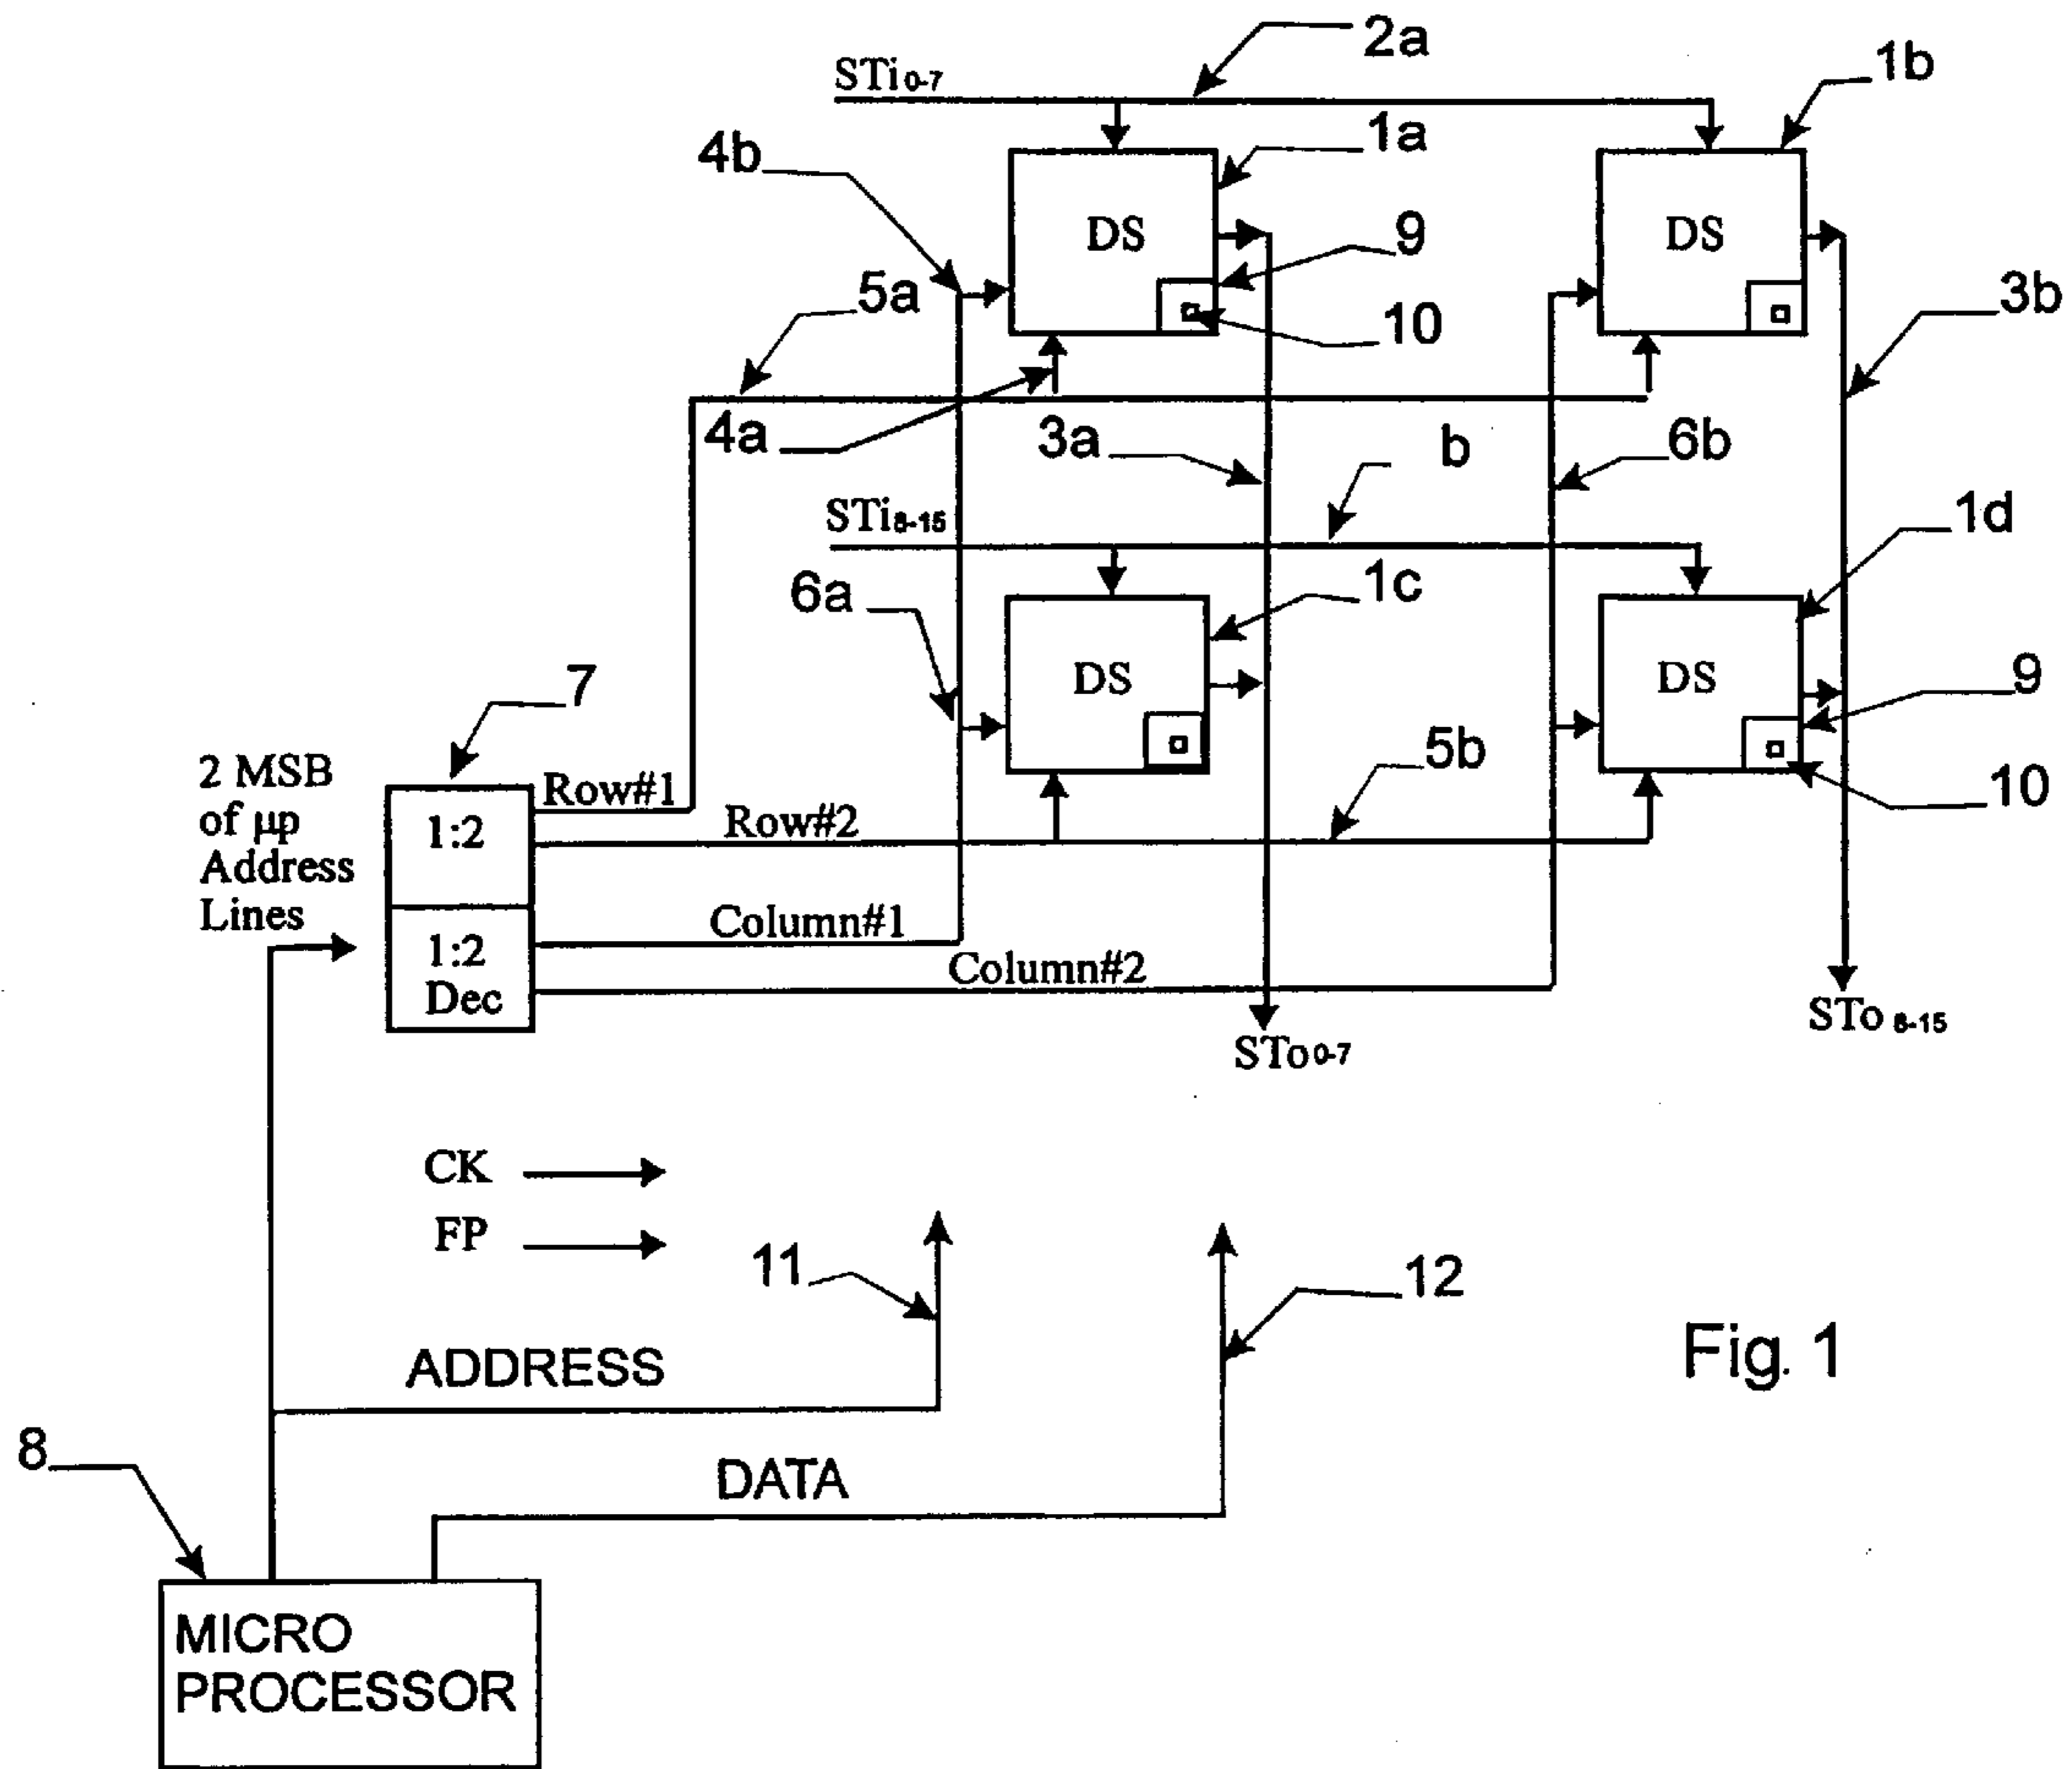 2a
STi0-7
1b
1a
4b
DS
DS
9
5a
10
3b
4a
3a
b
6b
STi8-15
1d
6a
1c
DS
DS
7
9
5b
2 MSB
of µp
Address
Lines
Row#1
10
1:2
Row#2
Column#1
1:2
Dec
Column#2
STo 8-15
STo0-7
CK
FP
11
12
ADDRESS
Fig. 1
8
DATA
MICRO
PROCESSOR